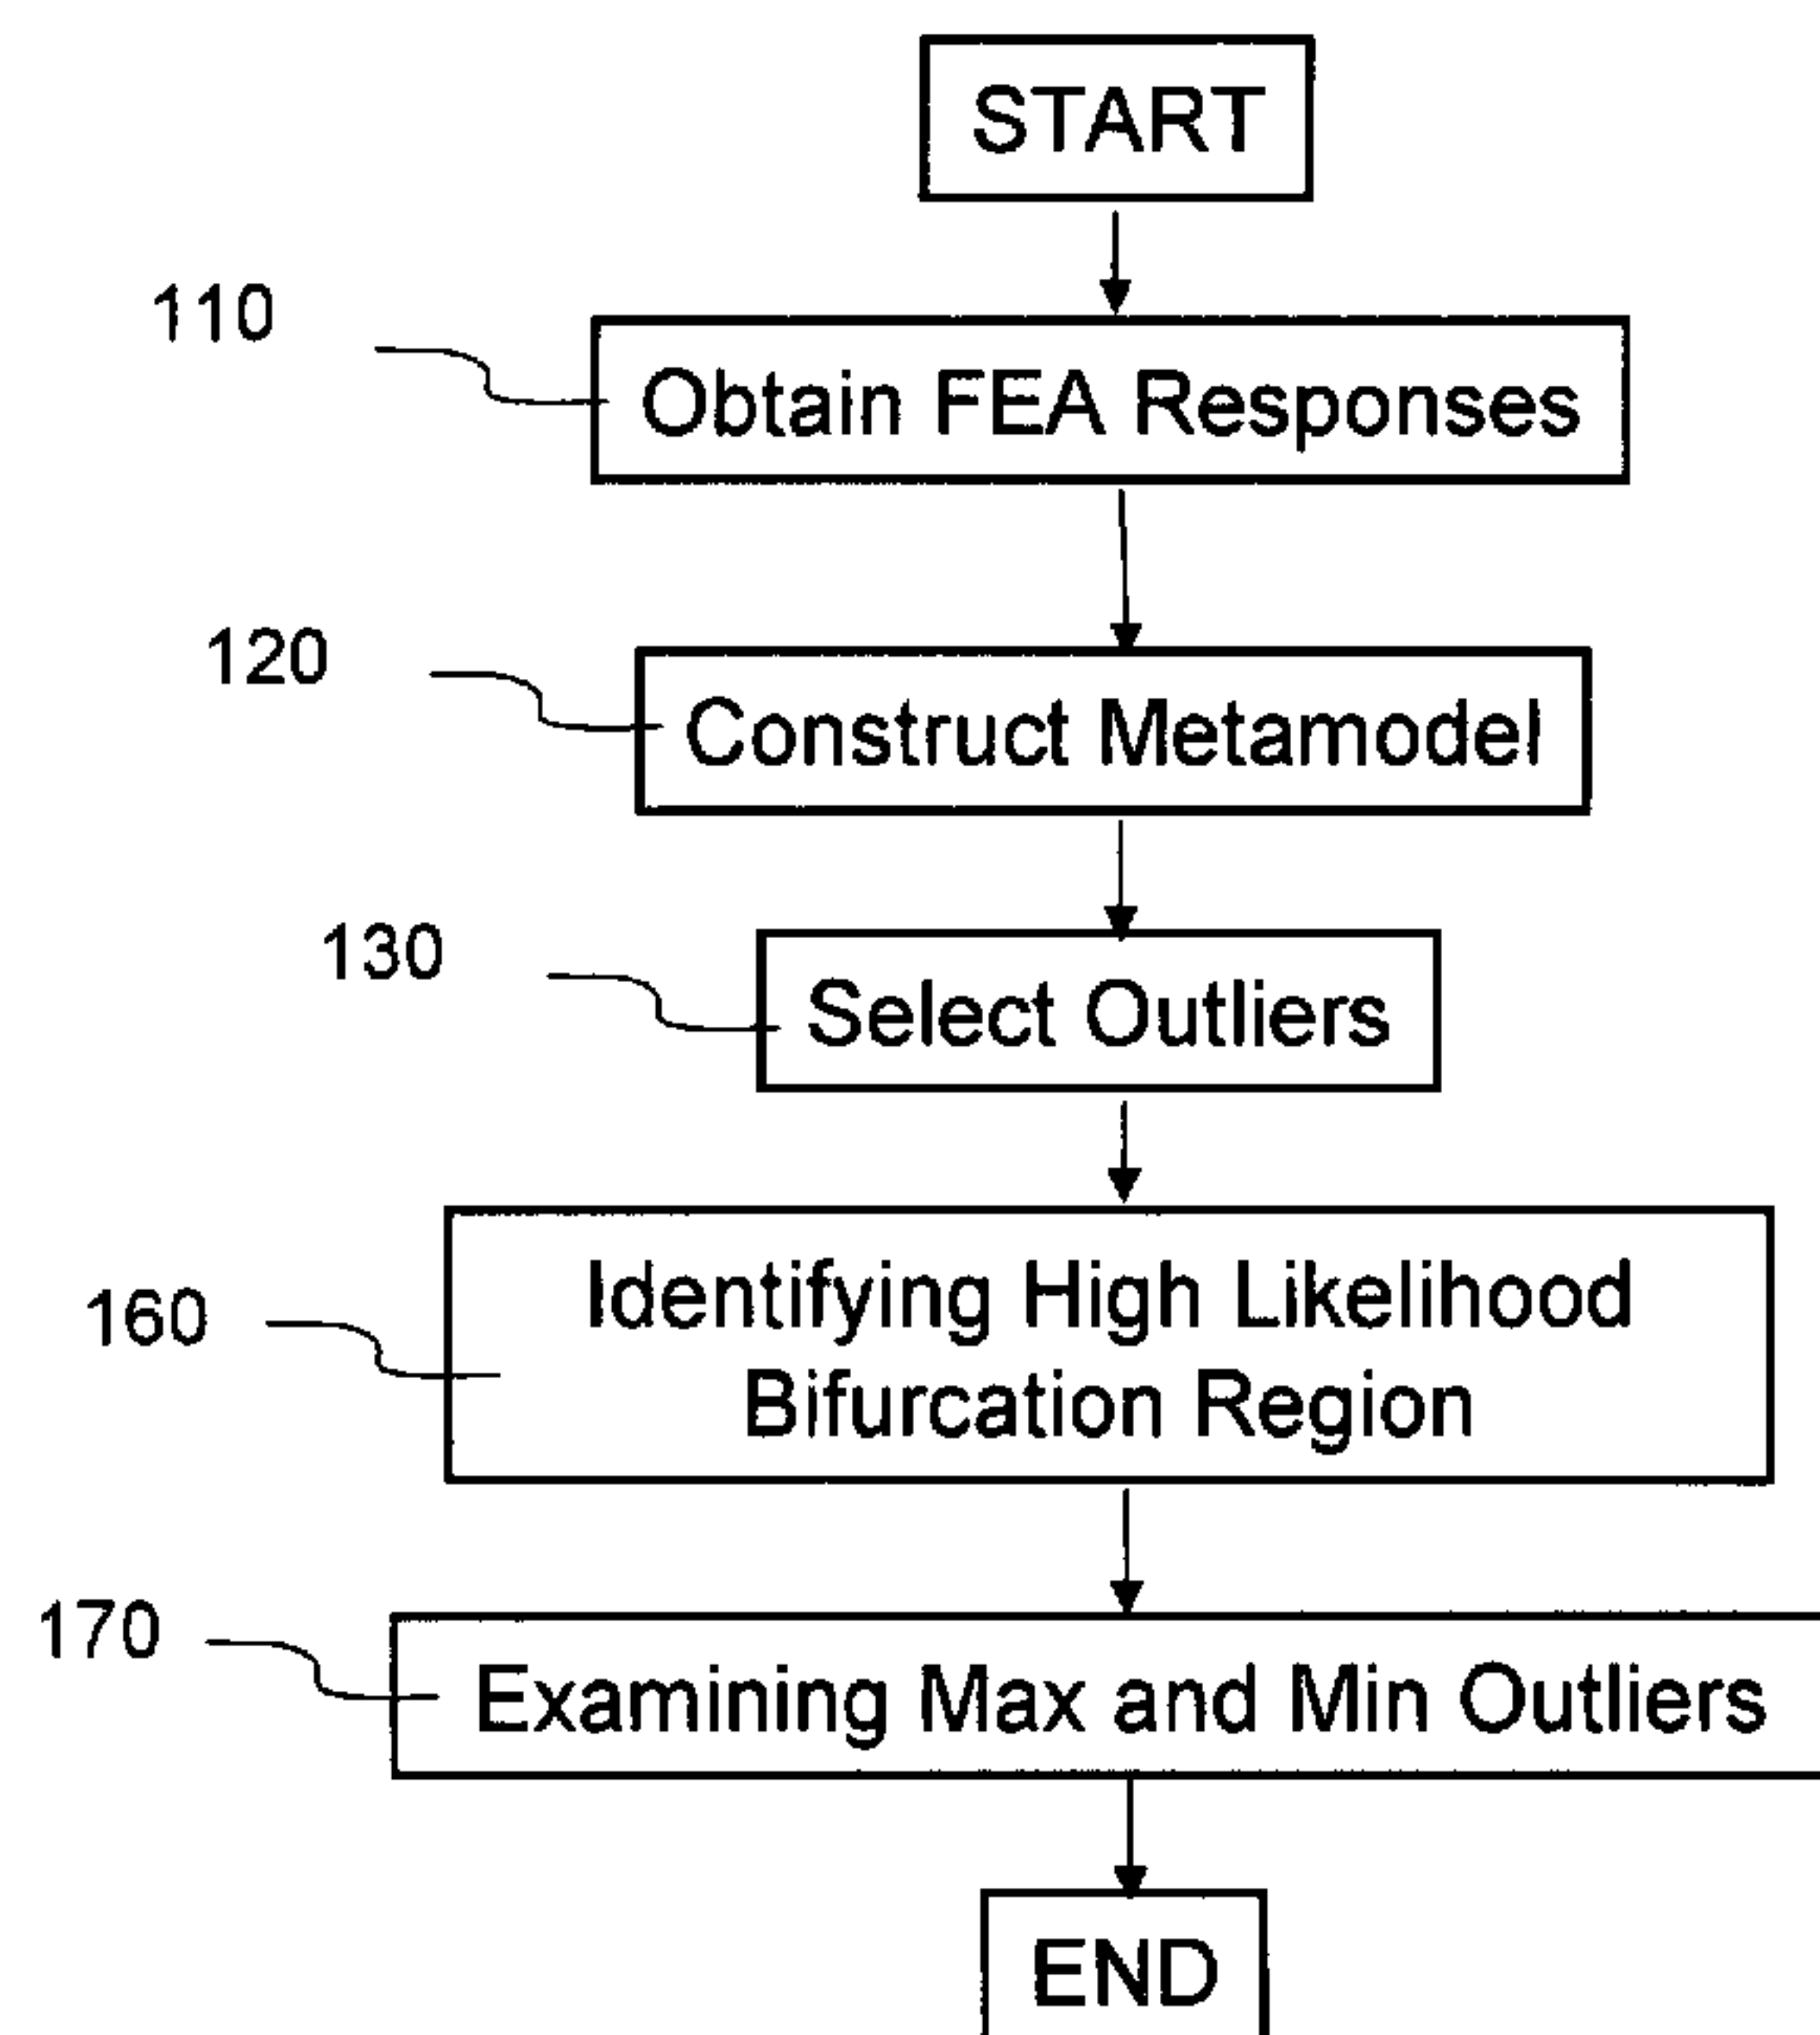 START
110
Obtain FEA Responses
120
Construct Metamodel
130
Select Outliers
160
Identifying High Likelihood
Bifurcation Region
170
Examining Max and Min Outliers
END